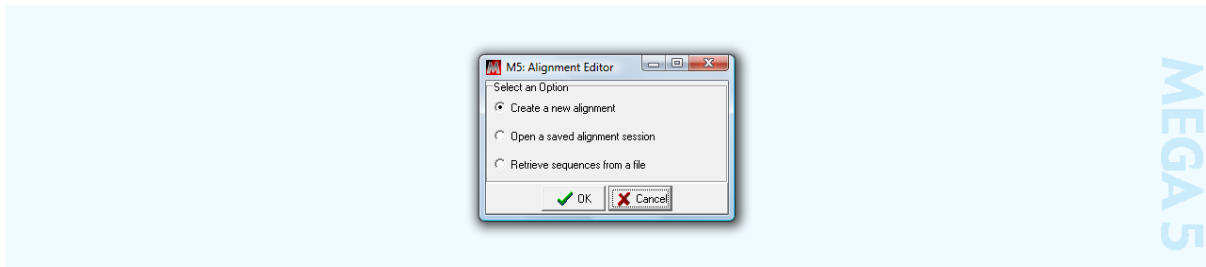 M5: Alignment Editor
Select an Option
Create a new alignment
Open a saved alignment session
Retrieve sequences from a file
OK
Cancel
MEGA 5